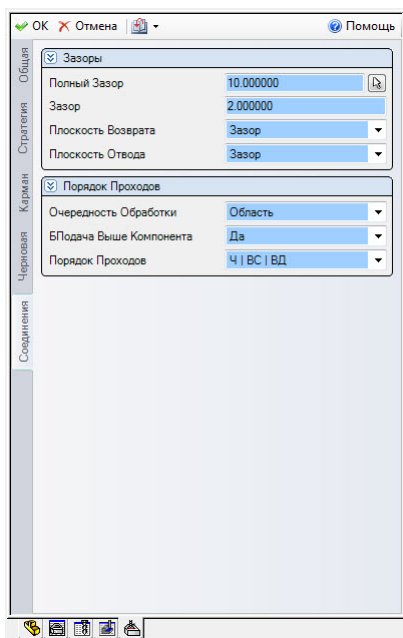 OK Отмена Помощь
Общая
Стратегия
Карман
Черновая
Соединения
Зазоры
Полный Зазор 10.000000
Зазор 2.000000
Плоскость Возврата Зазор
Плоскость Отвода Зазор
Порядок Проходов
Очередность Обработки Область
БПодача Выше Компонента Да
Порядок Проходов Ч | ВС | ВД